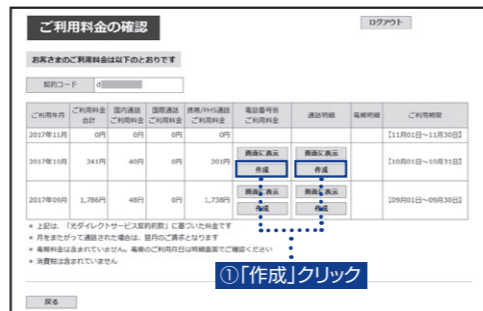 ご利用料金の確認
ログアウト
お客さまのご利用料金は以下のとおりです
契約コード d
ご利用年月 ご利用料金合計 国内通話ご利用料金 国際通話ご利用料金 携帯/PHS通話ご利用料金 電話番号別ご利用料金 通話明細 電報明細 ご利用期間
2017年11月 0円 0円 0円 0円 【11月01日~11月30日】
2017年10月 241円 40円 0円 201円 画面に表示 作成 画面に表示 作成 【10月01日~10月31日】
2017年09月 1,786円 48円 0円 1,738円 画面に表示 作成 画面に表示 作成 【09月01日~09月30日】
* 上記は、「光ダイレクトサービス契約約款」に基づいた料金です
* 月をまたがって通話された場合は、翌月のご請求となります
* 電報料金は含まれていません。電報のご利用月日は明細画面でご確認ください
* 消費税は含まれていません
①「作成」クリック
戻る